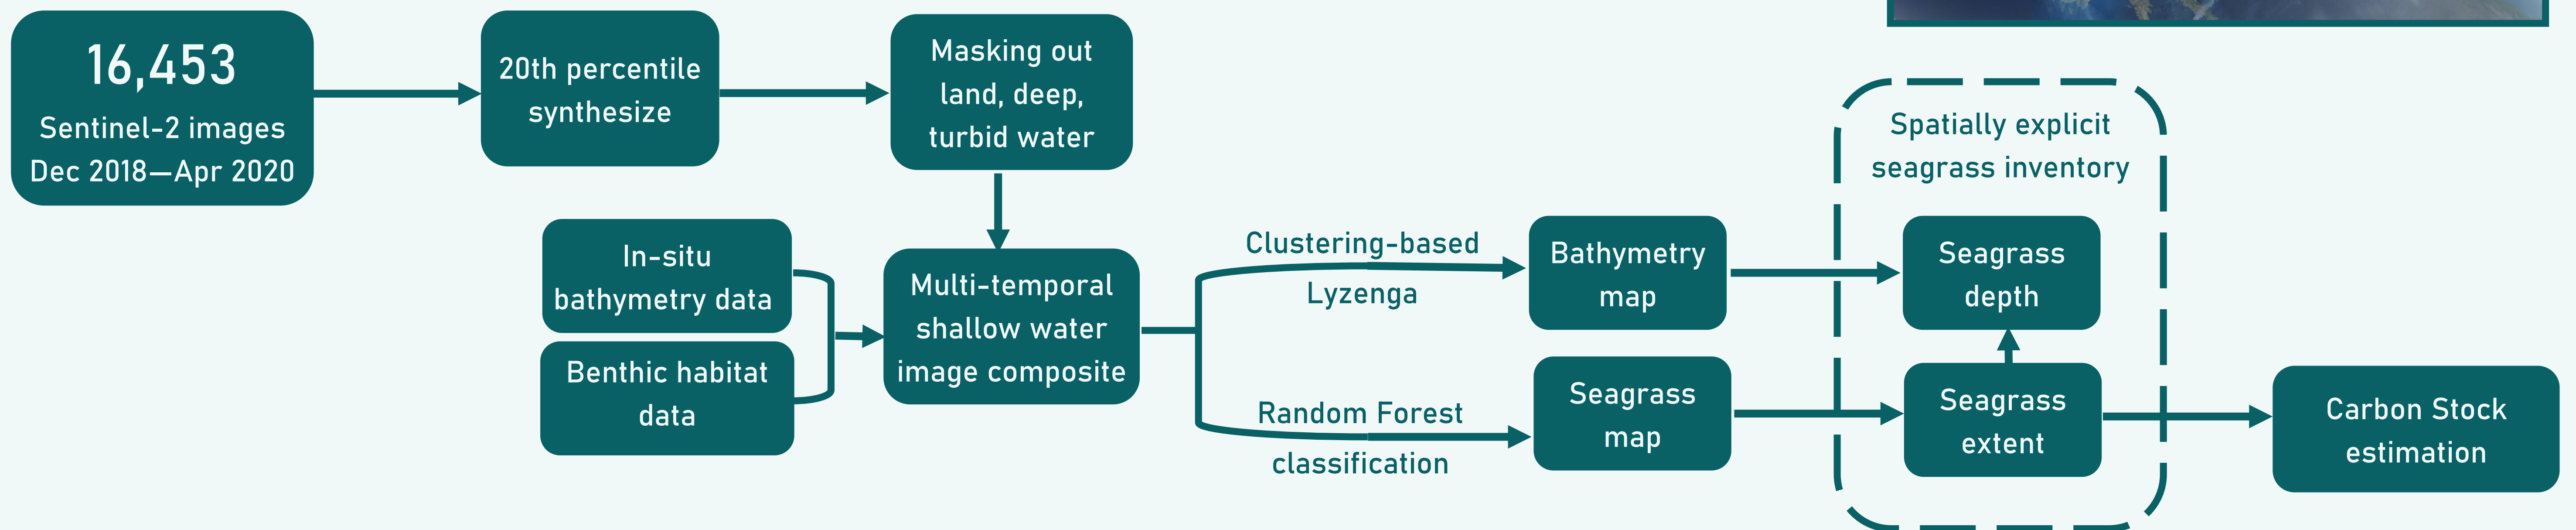 16,453
Sentinel-2 images
Dec 2018—Apr 2020
20th percentile
synthesize
Masking out
land, deep,
turbid water
In-situ
bathymetry data
Benthic habitat
data
Multi-temporal
shallow water
image composite
Clustering-based
Lyzenga
Random Forest
classification
Bathymetry
map
Seagrass
map
Spatially explicit
seagrass inventory
Seagrass
depth
Seagrass
extent
Carbon Stock
estimation